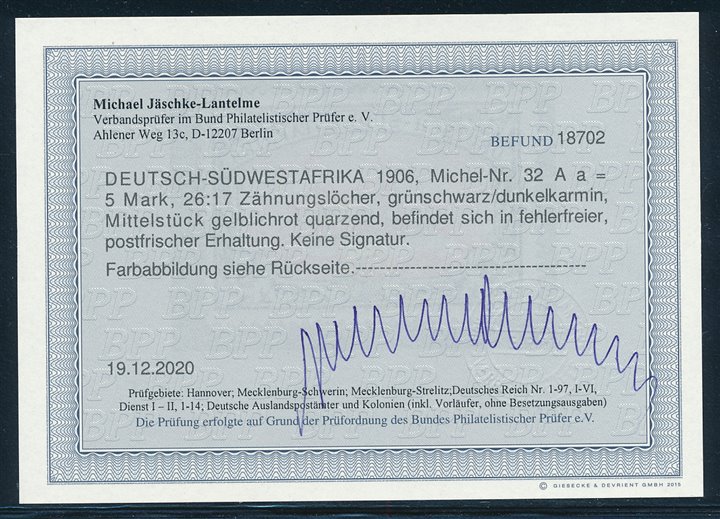 Michael Jäschke-Lantelme
Verbandsprüfer im Bund Philatelistischer Prüfer e. V.
Ahlener Weg 13c, D-12207 Berlin
BEFUND 18702
DEUTSCH-SÜDWESTAFRIKA 1906, Michel-Nr. 32 A a =
5 Mark, 26:17 Zähnungslöcher, grünschwarz/dunkelkarmin,
Mittelstück gelblichrot quarzend, befindet sich in fehlerfreier,
postfrischer Erhaltung. Keine Signatur.
Farbabbildung siehe Rückseite.------------------------------------
19.12.2020
Prüfgebiete: Hannover; Mecklenburg-Schwerin; Mecklenburg-Strelitz;Deutsches Reich Nr. 1-97, I-VI,
Dienst I – II, 1-14; Deutsche Auslandspostämter und Kolonien (inkl. Vorläufer, ohne Besetzungsausgaben)
Die Prüfung erfolgte auf Grund der Prüfordnung des Bundes Philatelistischer Prüfer e.V.
© GIESECKE & DEVRIENT GMBH 2015